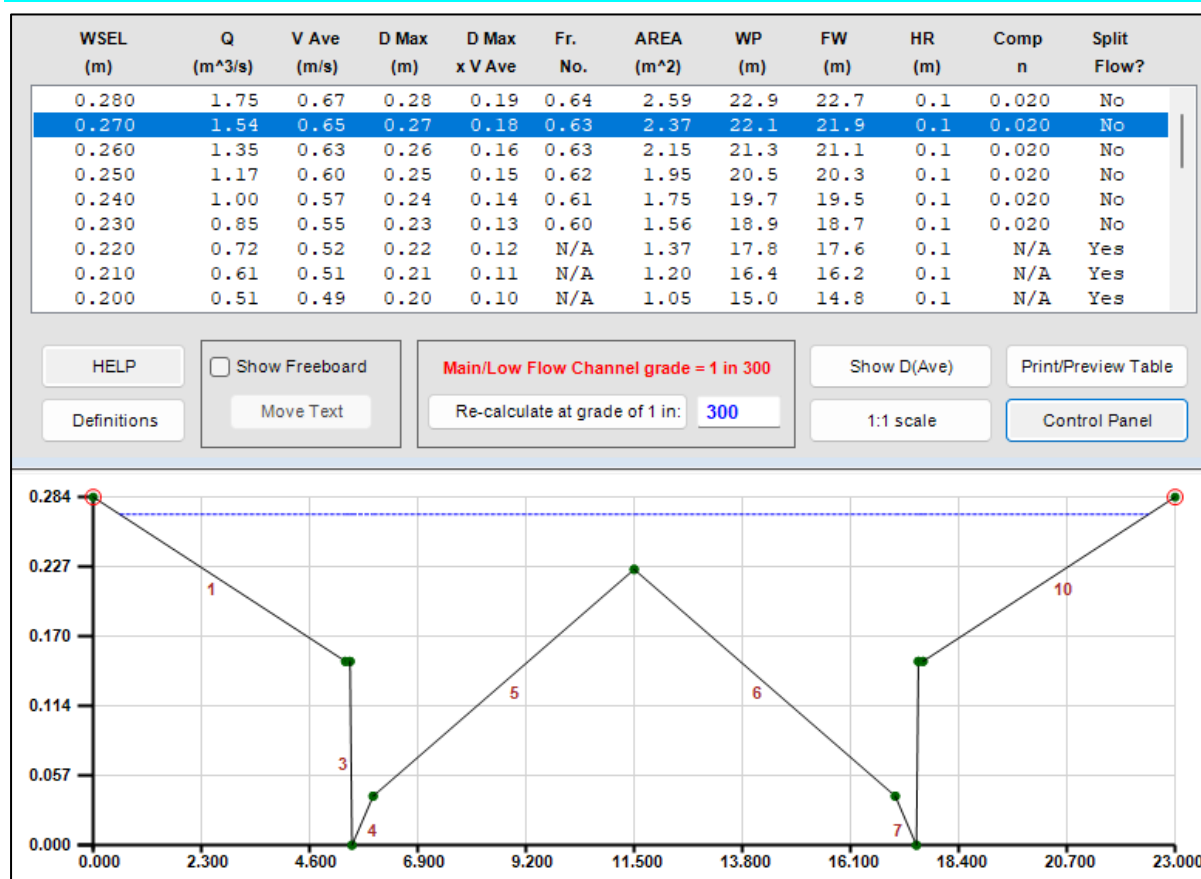 WSEL Q V Ave D Max D Max Fr. AREA WP FW HR Comp Split
(m) (m^3/s) (m/s) (m) x V Ave No. (m^2) (m) (m) (m) n Flow?
0.280 1.75 0.67 0.28 0.19 0.64 2.59 22.9 22.7 0.1 0.020 No
0.270 1.54 0.65 0.27 0.18 0.63 2.37 22.1 21.9 0.1 0.020 No
0.260 1.35 0.63 0.26 0.16 0.63 2.15 21.3 21.1 0.1 0.020 No
0.250 1.17 0.60 0.25 0.15 0.62 1.95 20.5 20.3 0.1 0.020 No
0.240 1.00 0.57 0.24 0.14 0.61 1.75 19.7 19.5 0.1 0.020 No
0.230 0.85 0.55 0.23 0.13 0.60 1.56 18.9 18.7 0.1 0.020 No
0.220 0.72 0.52 0.22 0.12 N/A 1.37 17.8 17.6 0.1 N/A Yes
0.210 0.61 0.51 0.21 0.11 N/A 1.20 16.4 16.2 0.1 N/A Yes
0.200 0.51 0.49 0.20 0.10 N/A 1.05 15.0 14.8 0.1 N/A Yes
HELP Show Freeboard Main/Low Flow Channel grade = 1 in 300 Show D(Ave) Print/Preview Table
Definitions Move Text Re-calculate at grade of 1 in: 300 1:1 scale Control Panel
0.284
0.227
1 10
0.170
5 6
0.114
3
0.057
4 7
0.000
0.000 2.300 4.600 6.900 9.200 11.500 13.800 16.100 18.400 20.700 23.000